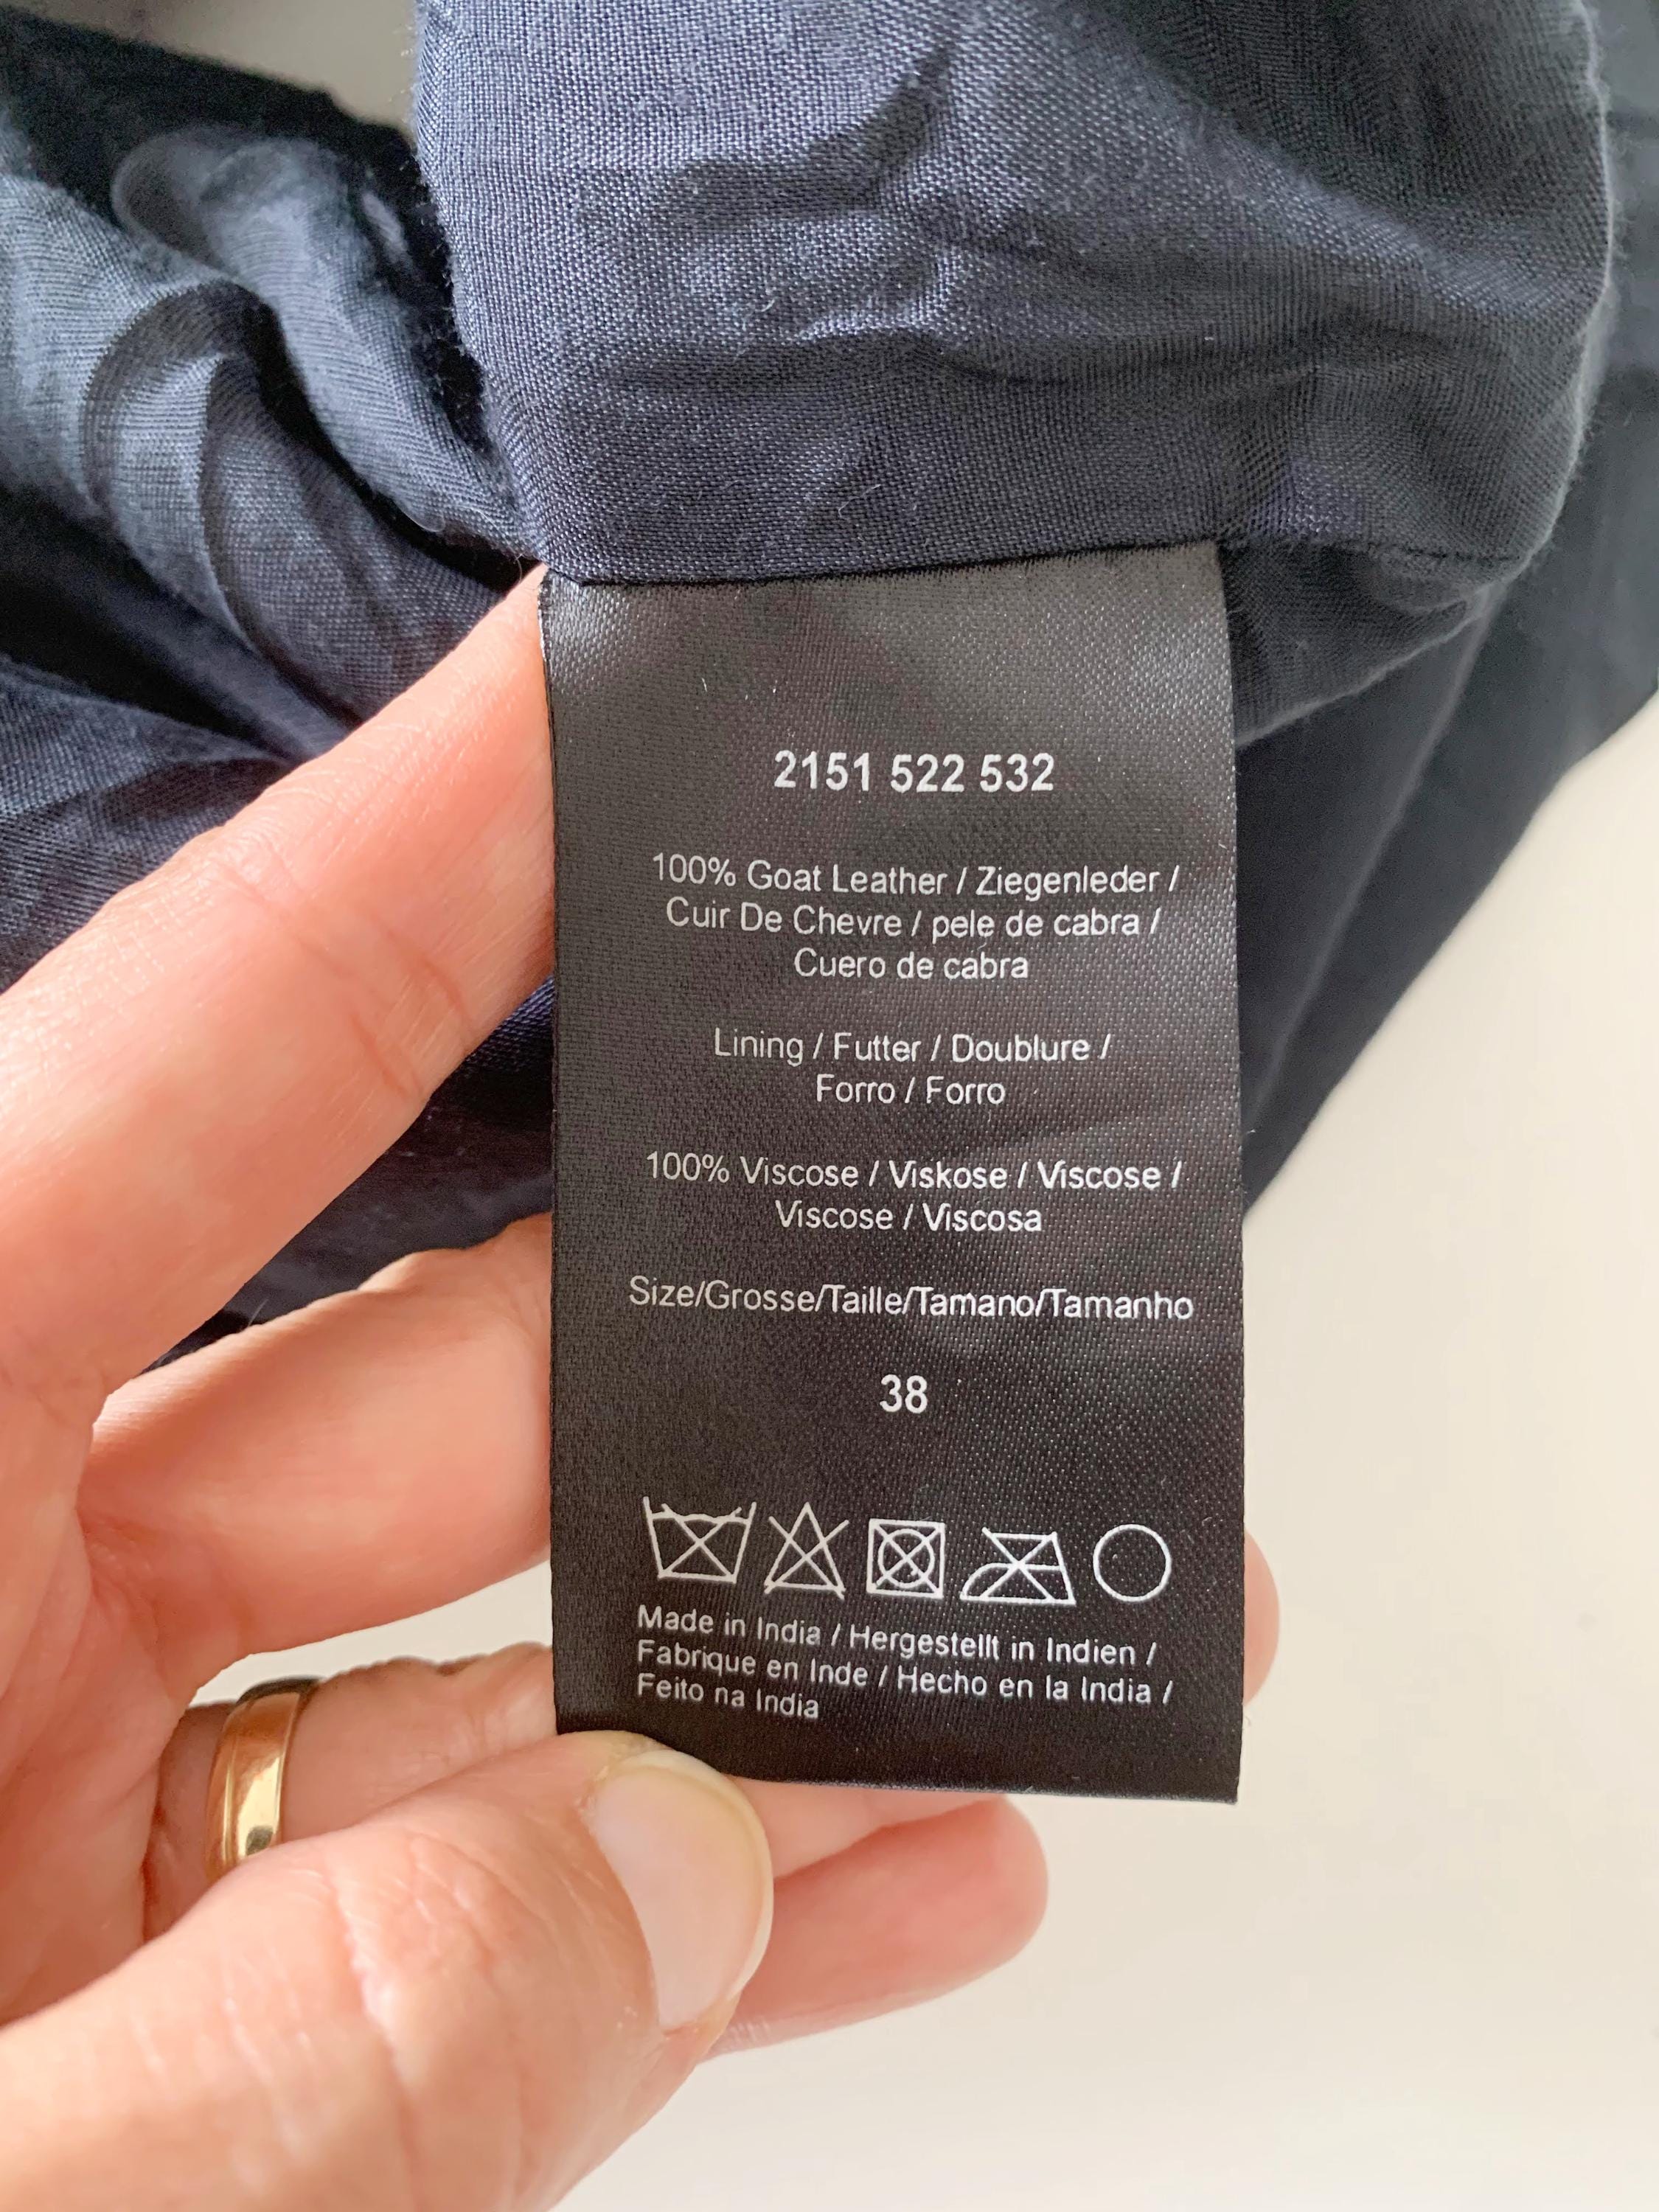 2151 522 532
100% Goat Leather / Ziegenleder /
Cuir De Chevre / pele de cabra /
Cuero de cabra
Lining / Futter / Doublure /
Forro / Forro
100% Viscose / Viskose / Viscose /
Viscose / Viscosa
Size/Grosse/Taille/Tamano/Tamanho
38
Made in India / Hergestellt in Indien /
Fabrique en Inde / Hecho en la India /
Feito na India